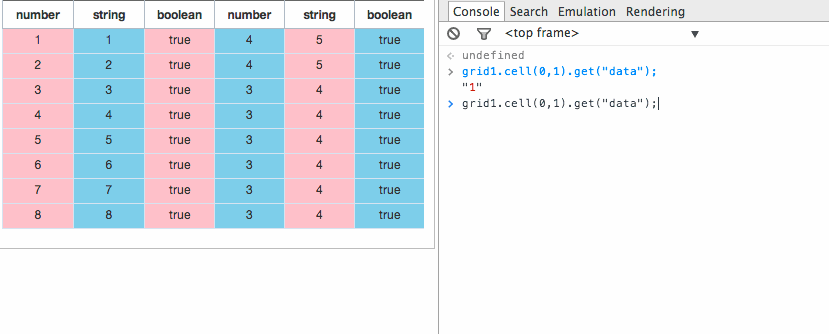 number string boolean number string boolean
1 1 true 4 5 true
2 2 true 4 5 true
3 3 true 3 4 true
4 4 true 3 4 true
5 5 true 3 4 true
6 6 true 3 4 true
7 7 true 3 4 true
8 8 true 3 4 true
Console Search Emulation Rendering
<top frame>
undefined
grid1.cell(0,1).get("data");
"1"
grid1.cell(0,1).get("data");